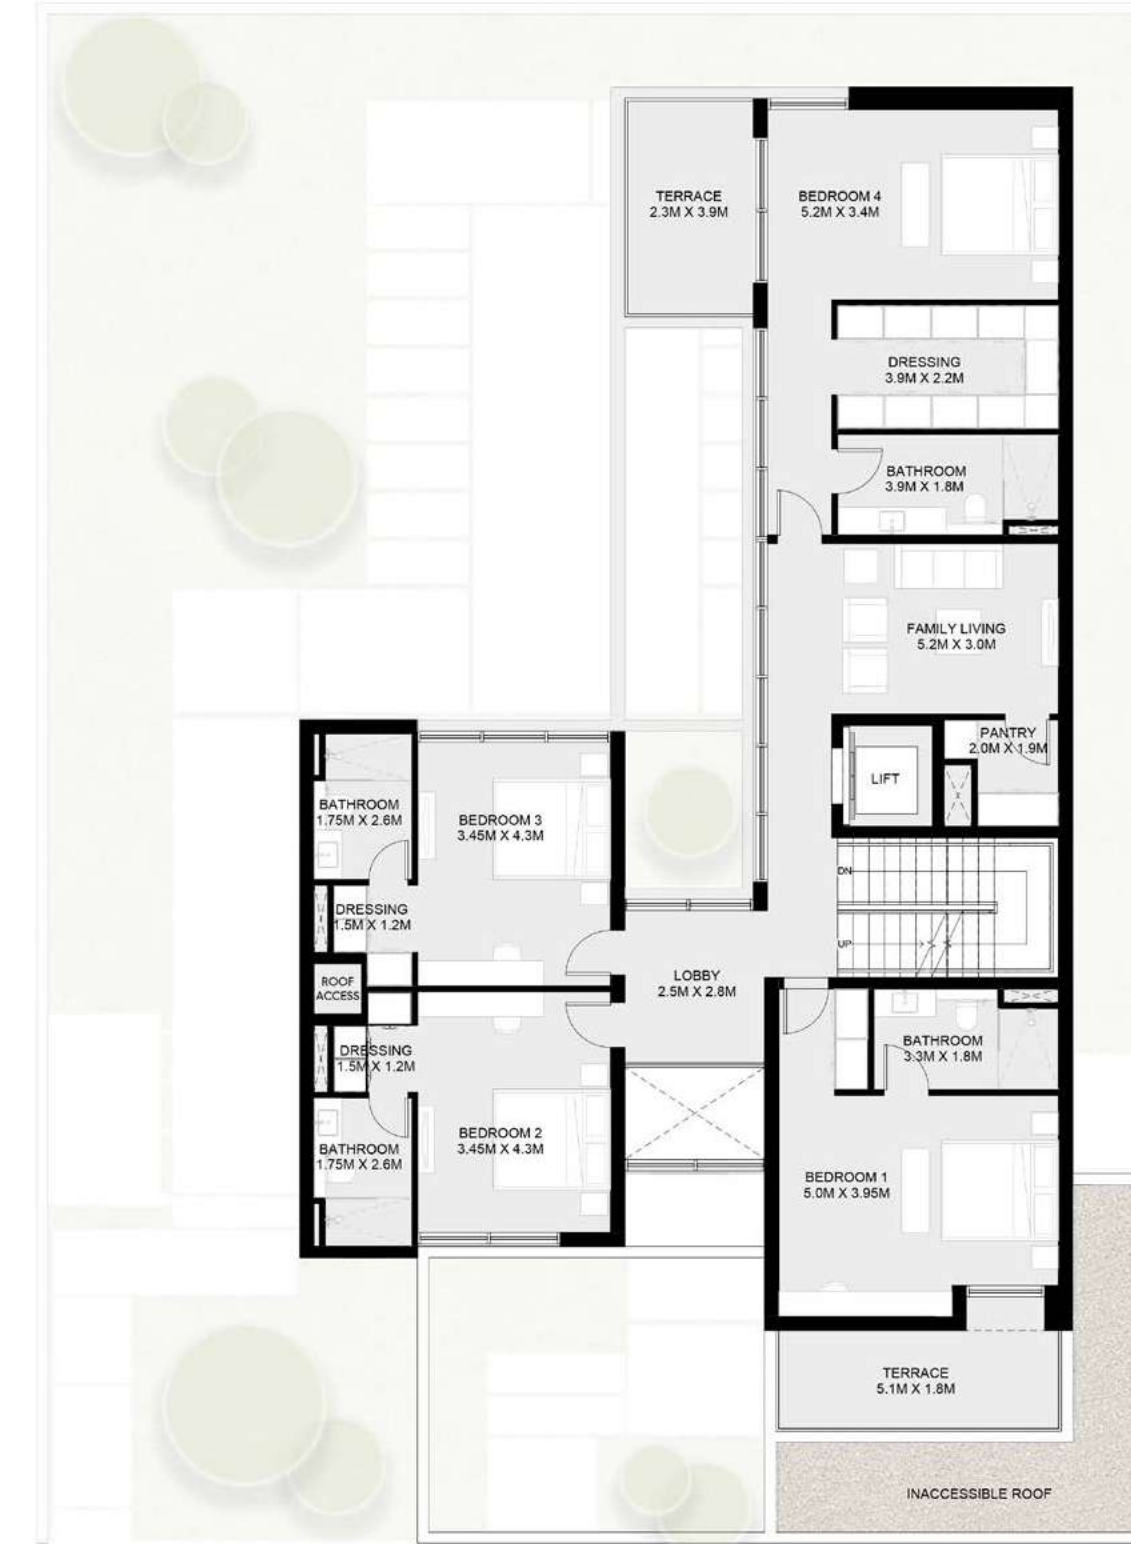 TERRACE
2.3M X 3.9M
BEDROOM 4
5.2M X 3.4M
DRESSING
3.9M X 2.2M
BATHROOM
3.9M X 1.8M
FAMILY LIVING
5.2M X 3.0M
PANTRY
2.0M X 1.9M
LIFT
BATHROOM
1.75M X 2.6M
BEDROOM 3
3.45M X 4.3M
DN
DRESSING
1.5M X 1.2M
UP
ROOF
ACCESS
LOBBY
2.5M X 2.8M
DRESSING
1.5M X 1.2M
BATHROOM
3.3M X 1.8M
BEDROOM 2
3.45M X 4.3M
BATHROOM
1.75M X 2.6M
BEDROOM 1
5.0M X 3.95M
TERRACE
5.1M X 1.8M
INACCESSIBLE ROOF